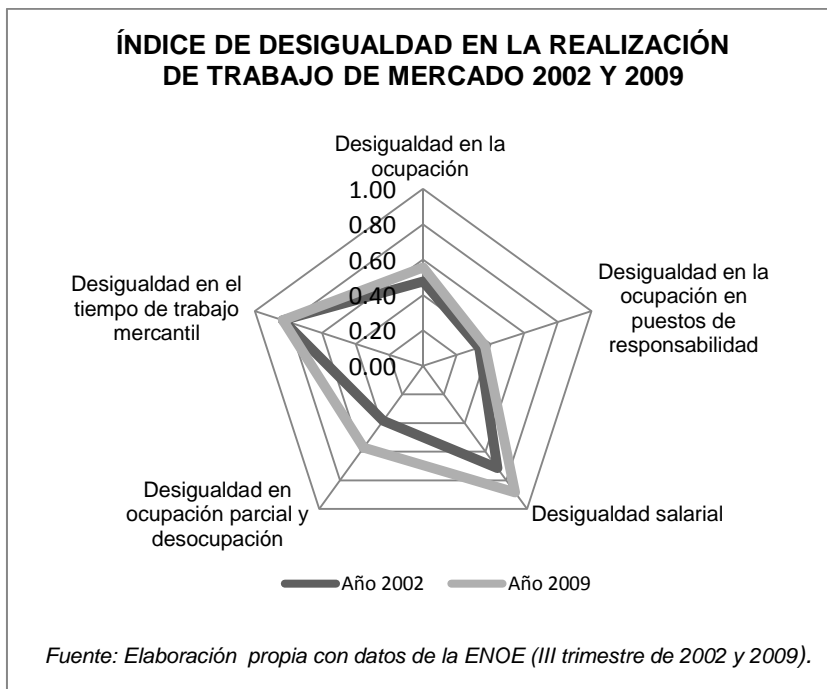 ÍNDICE DE DESIGUALDAD EN LA REALIZACIÓN
DE TRABAJO DE MERCADO 2002 Y 2009
Desigualdad en la
ocupación
1.00
0.80
0.60
0.40
0.20
0.00
Desigualdad en la
ocupación en
puestos de
responsabilidad
Desigualdad salarial
Desigualdad en
ocupación parcial y
desocupación
Desigualdad en el
tiempo de trabajo
mercantil
Año 2002
Año 2009
Fuente: Elaboración propia con datos de la ENOE (III trimestre de 2002 y 2009).